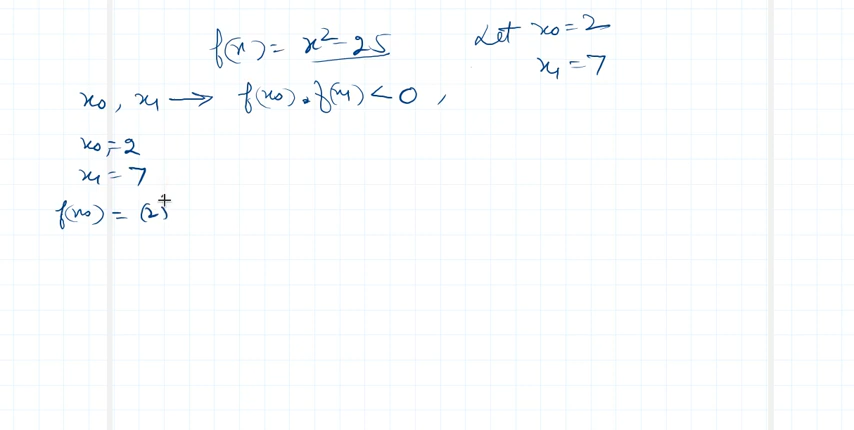 f(x) = x² - 25
Let x₀ = 2
x₁ = 7
x₀, x₁ → f(x₀) . f(x₁) < 0,
x₀ = 2
x₁ = 7
f(x₀) = (2)